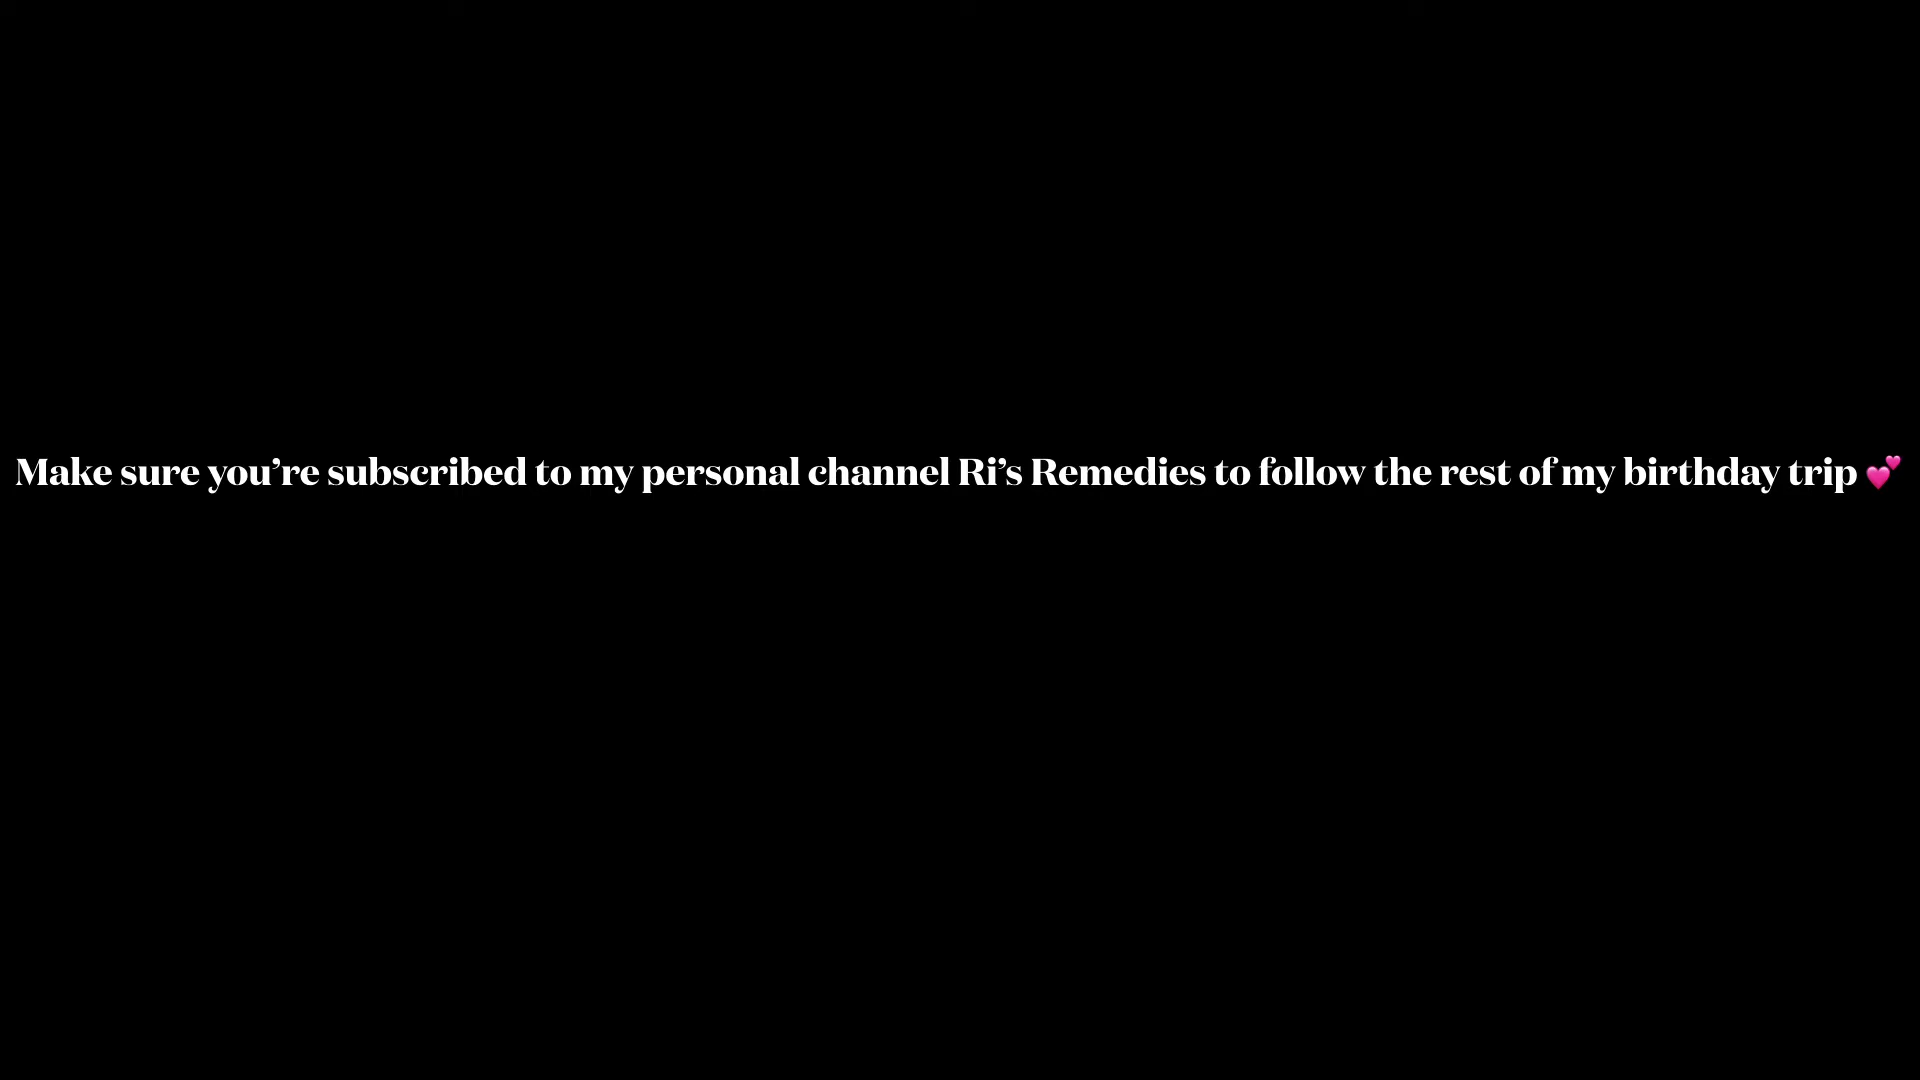 Make sure you’re subscribed to my personal channel Ri’s Remedies to follow the rest of my birthday trip 💕